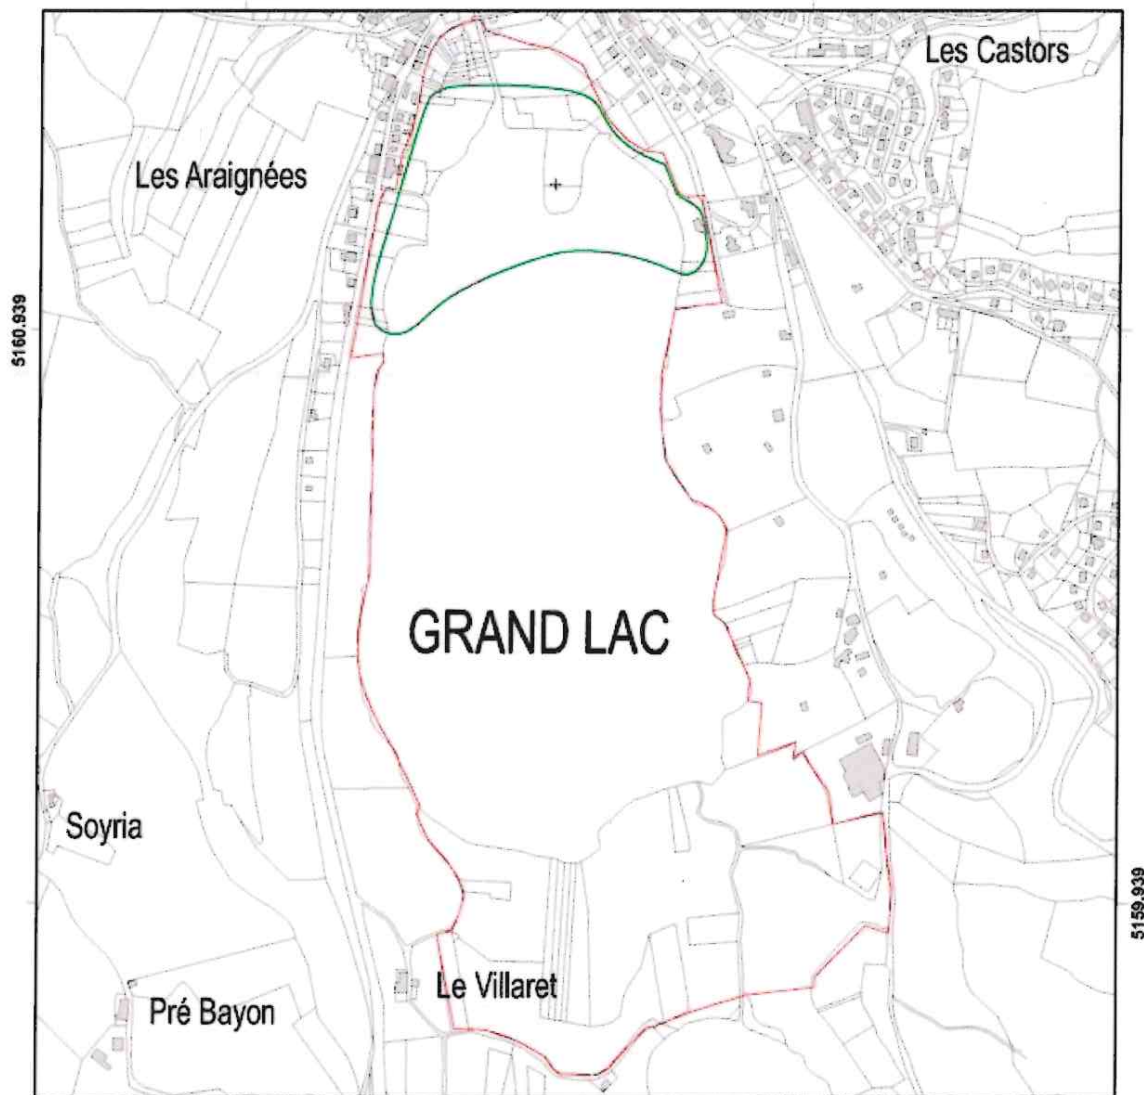 Les Castors
Les Araignées
5160.939
GRAND LAC
Soyria
5159.939
Le Villaret
Pré Bayon